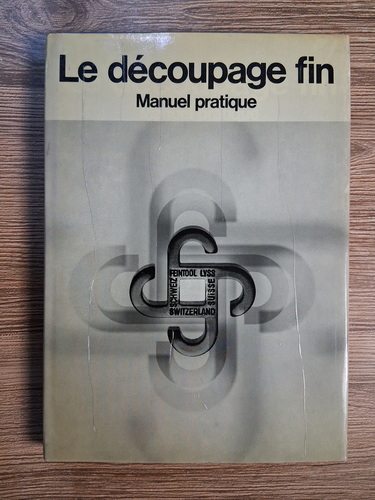 Le découpage fin
Manuel pratique
FEINTOOL LYSS
SCHWEIZ
SUISSE
SWITZERLAND